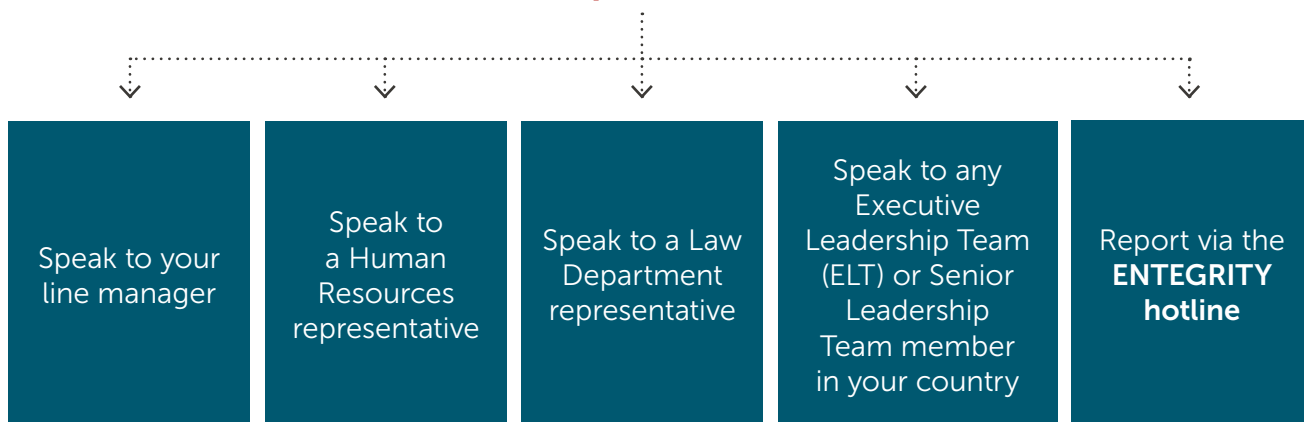 Speak to your
line manager
Speak to
a Human
Resources
representative
Speak to a Law
Department
representative
Speak to any
Executive
Leadership Team
(ELT) or Senior
Leadership
Team member
in your country
Report via the
ENTEGRITY
hotline